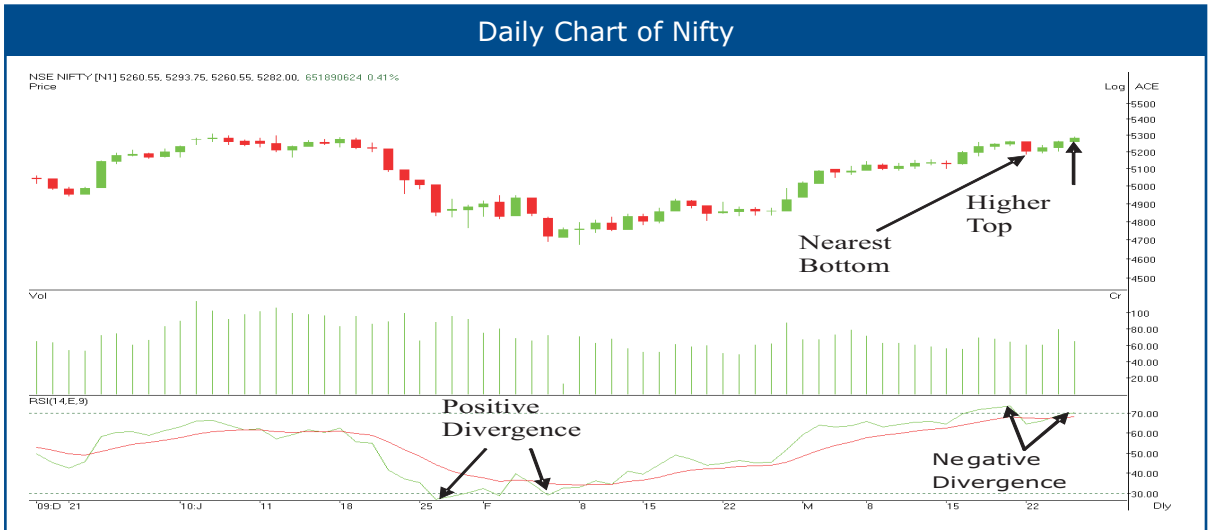 Daily Chart of Nifty
NSE NIFTY [N1] 5260.55, 5293.75, 5260.55, 5282.00, 651890624 0.41%
Price
Log
ACE
5500
5400
5300
5200
5100
5000
4900
4800
4700
4600
4500
Higher
Top
Nearest
Bottom
Vol
Cr
100
80.00
60.00
40.00
20.00
RSI(14,E,9)
Positive
Divergence
Negative
Divergence
70.00
60.00
50.00
40.00
30.00
'09:D '21 '10:J '11 '18 '25 'F '8 '15 '22 'M '8 '15 '22 Dly